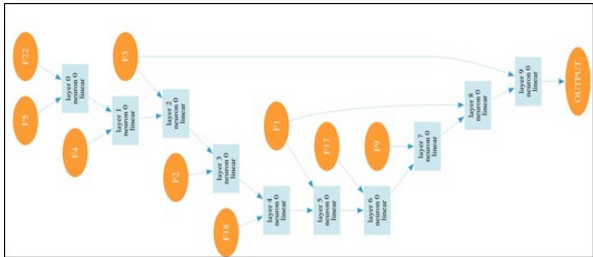 F22
F5
layer 0
neuron 0
linear
F4
layer 1
neuron 0
linear
F3
layer 2
neuron 0
linear
F2
layer 3
neuron 0
linear
F18
layer 4
neuron 0
linear
F1
layer 5
neuron 0
linear
F17
layer 6
neuron 0
linear
F9
layer 7
neuron 0
linear
layer 8
neuron 0
linear
layer 9
neuron 0
linear
OUTPUT